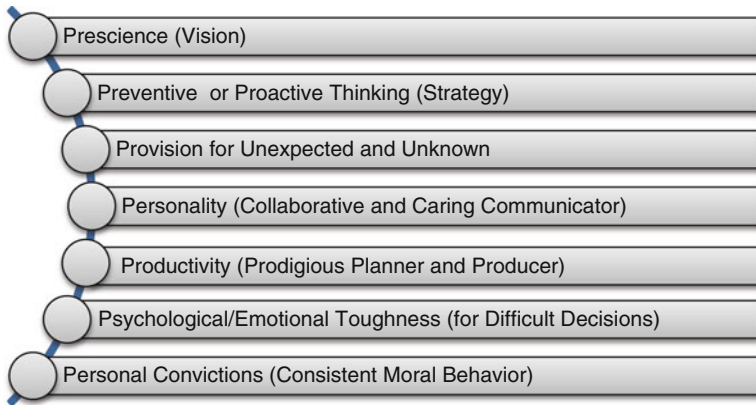 Prescience (Vision)
Preventive or Proactive Thinking (Strategy)
Provision for Unexpected and Unknown
Personality (Collaborative and Caring Communicator)
Productivity (Prodigious Planner and Producer)
Psychological/Emotional Toughness (for Difficult Decisions)
Personal Convictions (Consistent Moral Behavior)